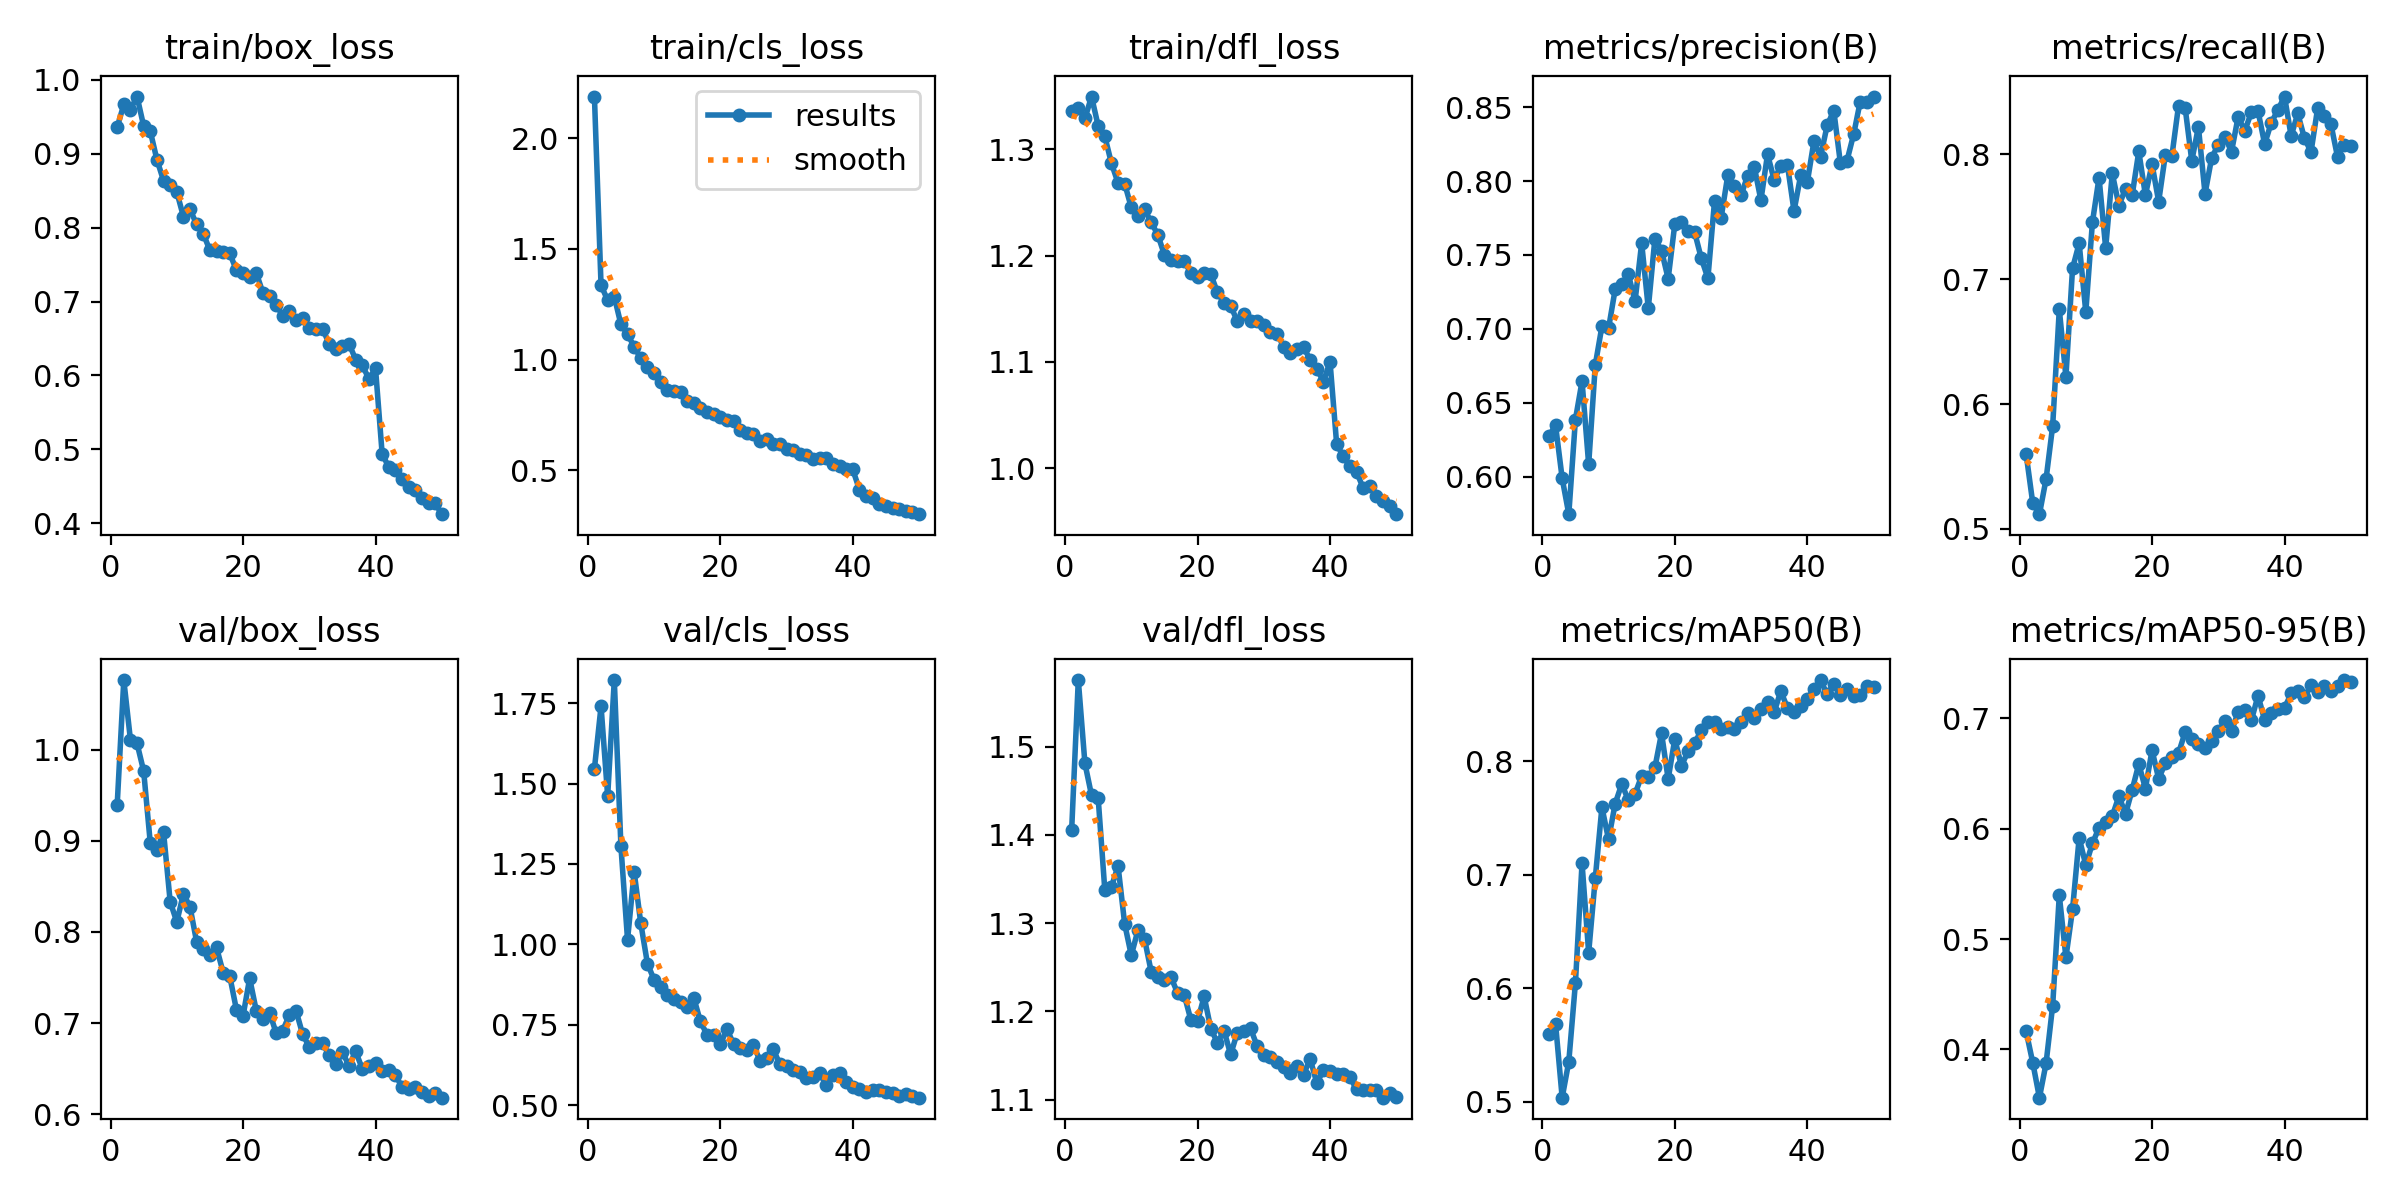 train/box_loss
train/cls_loss
train/dfl_loss
metrics/precision(B)
metrics/recall(B)
1.0
0.9
0.8
0.7
0.6
0.5
0.4
0 20 40
results
smooth
2.0
1.5
1.0
0.5
0 20 40
1.3
1.2
1.1
1.0
0 20 40
0.85
0.80
0.75
0.70
0.65
0.60
0 20 40
0.8
0.7
0.6
0.5
0 20 40
val/box_loss
val/cls_loss
val/dfl_loss
metrics/mAP50(B)
metrics/mAP50-95(B)
1.0
0.9
0.8
0.7
0.6
0 20 40
1.75
1.50
1.25
1.00
0.75
0.50
0 20 40
1.5
1.4
1.3
1.2
1.1
0 20 40
0.8
0.7
0.6
0.5
0 20 40
0.7
0.6
0.5
0.4
0 20 40